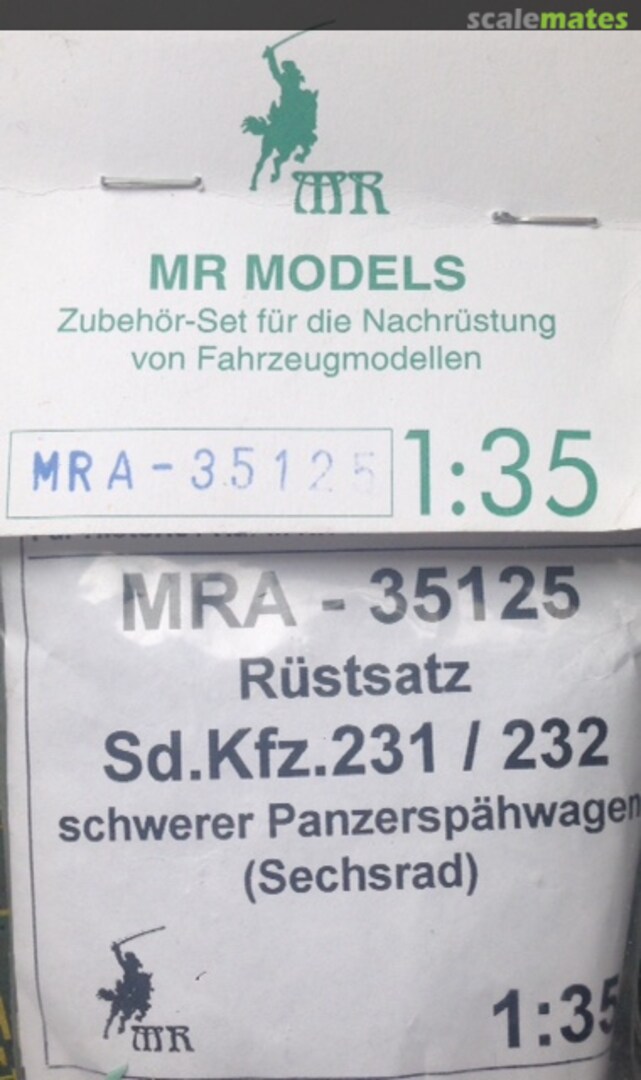 scalemates
MR
MR MODELS
Zubehör-Set für die Nachrüstung
von Fahrzeugmodellen
MRA-35125
1:35
MRA - 35125
Rüstsatz
Sd.Kfz.231 / 232
schwerer Panzerspähwagen
(Sechsrad)
MR
1:35